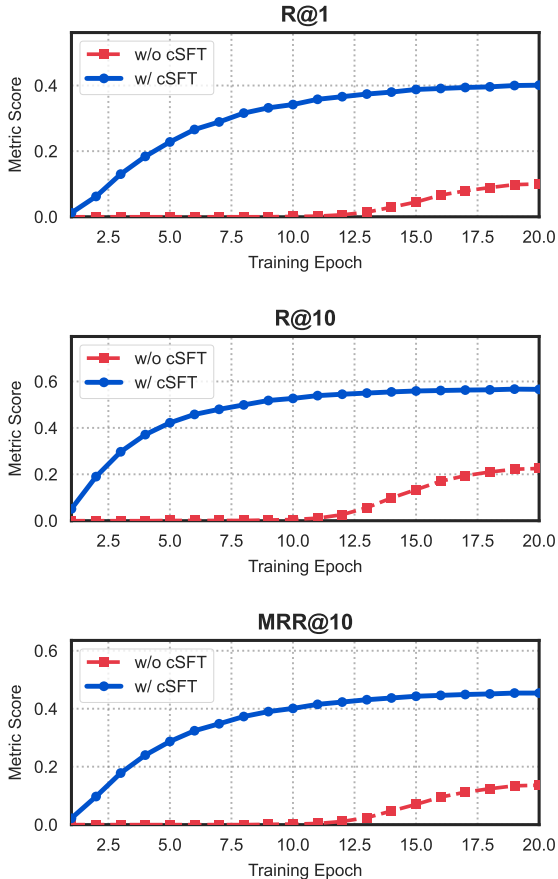 R@1
w/o cSFT
w/ cSFT
Metric Score
0.4
0.2
0.0
2.5 5.0 7.5 10.0 12.5 15.0 17.5 20.0
Training Epoch
R@10
w/o cSFT
w/ cSFT
Metric Score
0.6
0.4
0.2
0.0
2.5 5.0 7.5 10.0 12.5 15.0 17.5 20.0
Training Epoch
MRR@10
w/o cSFT
w/ cSFT
Metric Score
0.6
0.4
0.2
0.0
2.5 5.0 7.5 10.0 12.5 15.0 17.5 20.0
Training Epoch